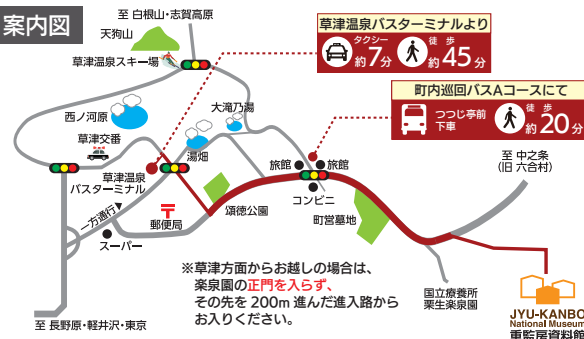 案内図
至 白根山・志賀高原
天狗山
草津温泉スキー場
草津温泉バスターミナルより
タクシー
約7分
徒歩
約45分
町内巡回バスAコースにて
つつじ亭前
下車
徒歩
約20分
西ノ河原
大滝乃湯
草津交番
湯畑
草津温泉
バスターミナル
旅館
旅館
至 中之条
(旧 六合村)
コンビニ
一方通行
郵便局
頌徳公園
町営墓地
スーパー
※草津方面からお越しの場合は、
楽泉園の正門を入らず、
その先を200m進んだ進入路から
お入りください。
国立療養所
栗生楽泉園
至 長野原・軽井沢・東京
JYU-KANBO
National Museum
重監房資料館